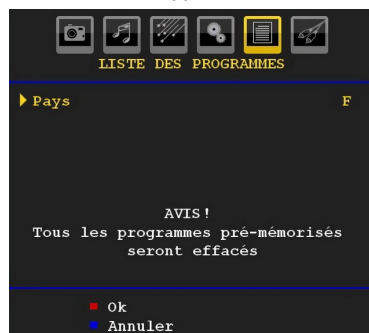 LISTE DES PROGRAMMES
Pays F
AVIS!
Tous les programmes pré-mémorisés
seront effacés
Ok
Annuler